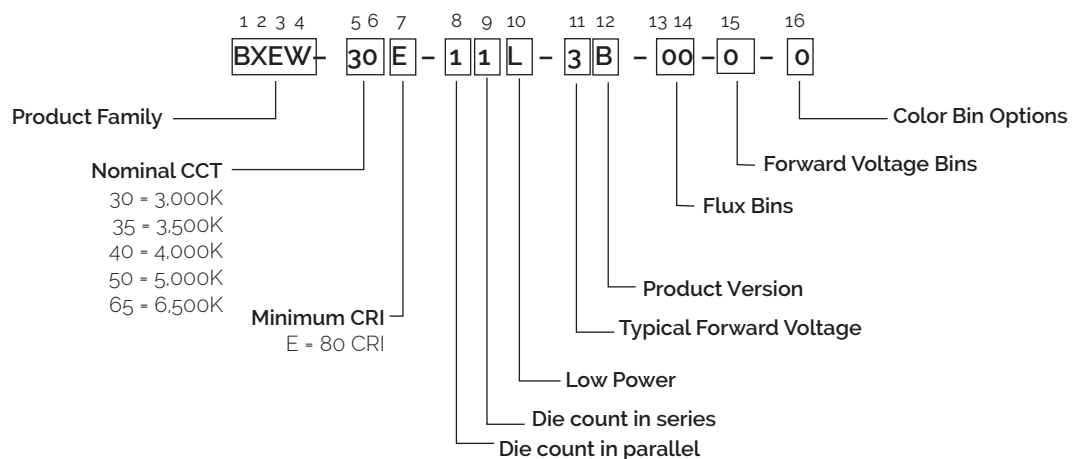 1 2 3 4 5 6 7 8 9 10 11 12 13 14 15 16
BXEW– 30 E – 1 1 L – 3 B – 00 – 0 – 0
Product Family
Color Bin Options
Nominal CCT
30 = 3,000K
35 = 3,500K
40 = 4,000K
50 = 5,000K
65 = 6,500K
Forward Voltage Bins
Flux Bins
Product Version
Minimum CRI
E = 80 CRI
Typical Forward Voltage
Low Power
Die count in series
Die count in parallel